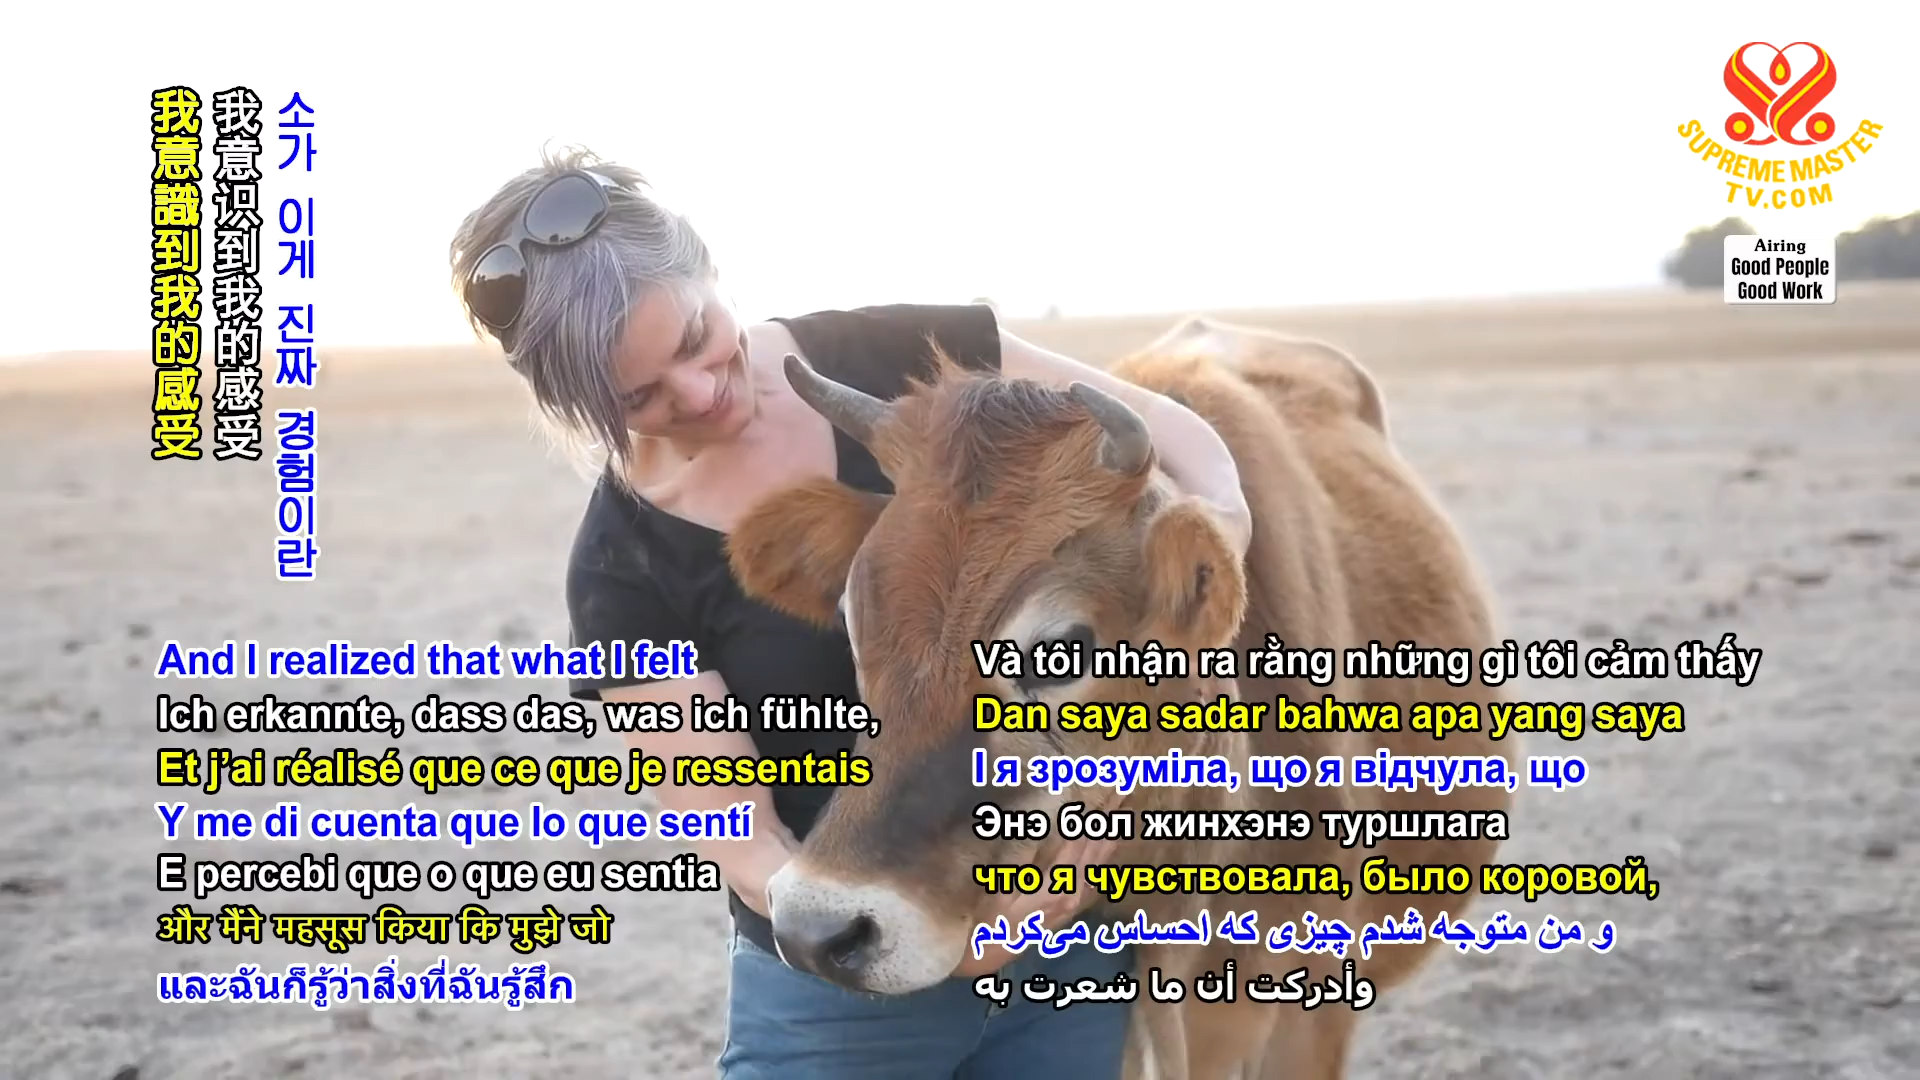 我意識到我的感受
我意识到我的感受
소가 이게 진짜 경험이란
SUPREME MASTER
TV.COM
Airing
Good People
Good Work
And I realized that what I felt
Ich erkannte, dass das, was ich fühlte,
Et j'ai réalisé que ce que je ressentais
Y me di cuenta que lo que sentí
E percebi que o que eu sentia
और मैंने महसूस किया कि मुझे जो
และฉันก็รู้ว่าสิ่งที่ฉันรู้สึก
Và tôi nhận ra rằng những gì tôi cảm thấy
Dan saya sadar bahwa apa yang saya
І я зрозуміла, що я відчула, що
Энэ бол жинхэнэ туршлага
что я чувствовала, было коровой,
و من متوجه شدم چیزی که احساس می‌کردم
وأدركت أن ما شعرت به